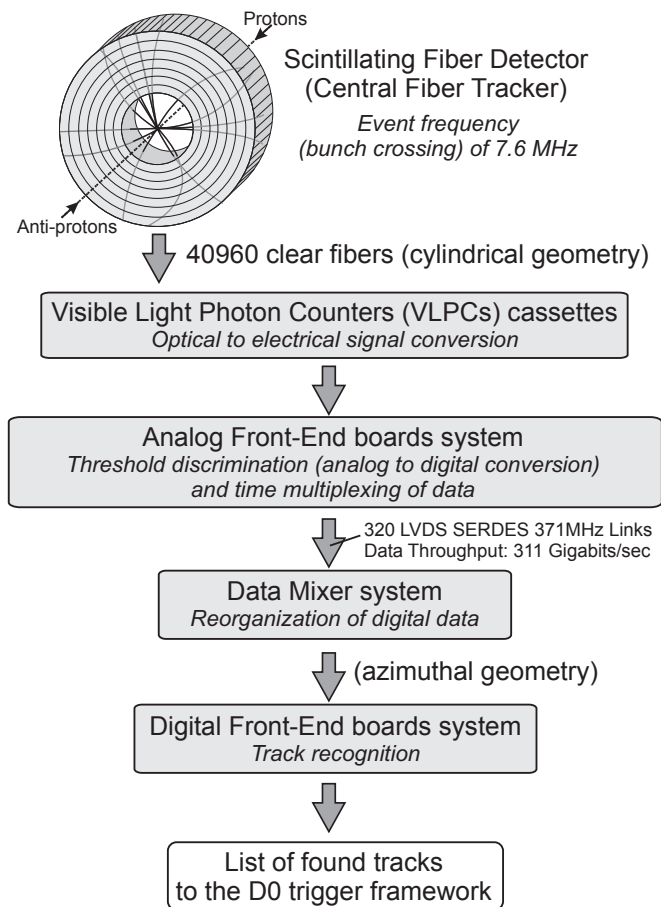 Protons
Scintillating Fiber Detector
(Central Fiber Tracker)
Event frequency
(bunch crossing) of 7.6 MHz
Anti-protons
40960 clear fibers (cylindrical geometry)
Visible Light Photon Counters (VLPCs) cassettes
Optical to electrical signal conversion
Analog Front-End boards system
Threshold discrimination (analog to digital conversion)
and time multiplexing of data
320 LVDS SERDES 371MHz Links
Data Throughput: 311 Gigabits/sec
Data Mixer system
Reorganization of digital data
(azimuthal geometry)
Digital Front-End boards system
Track recognition
List of found tracks
to the D0 trigger framework